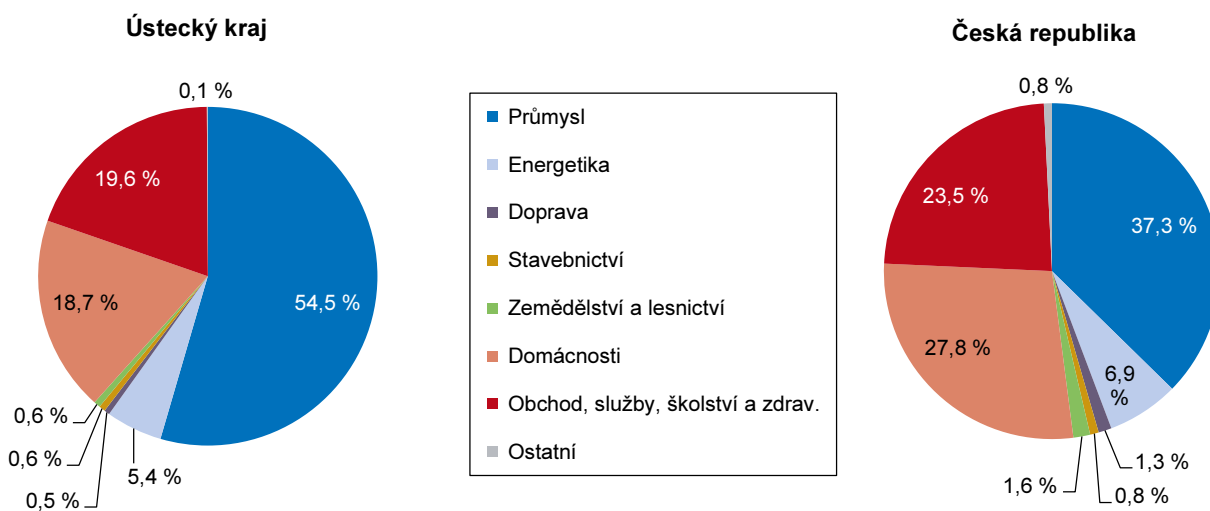 Ústecký kraj
0,1 %
19,6 %
18,7 %
54,5 %
0,6 %
0,6 %
0,5 %
5,4 %
Průmysl
Energetika
Doprava
Stavebnictví
Zemědělství a lesnictví
Domácnosti
Obchod, služby, školství a zdrav.
Ostatní
Česká republika
0,8 %
23,5 %
37,3 %
27,8 %
6,9
%
1,3 %
1,6 %
0,8 %